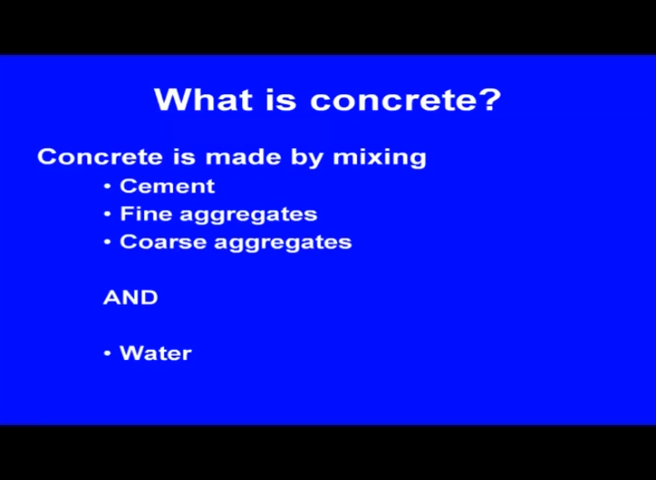 What is concrete?
Concrete is made by mixing
• Cement
• Fine aggregates
• Coarse aggregates
AND
• Water